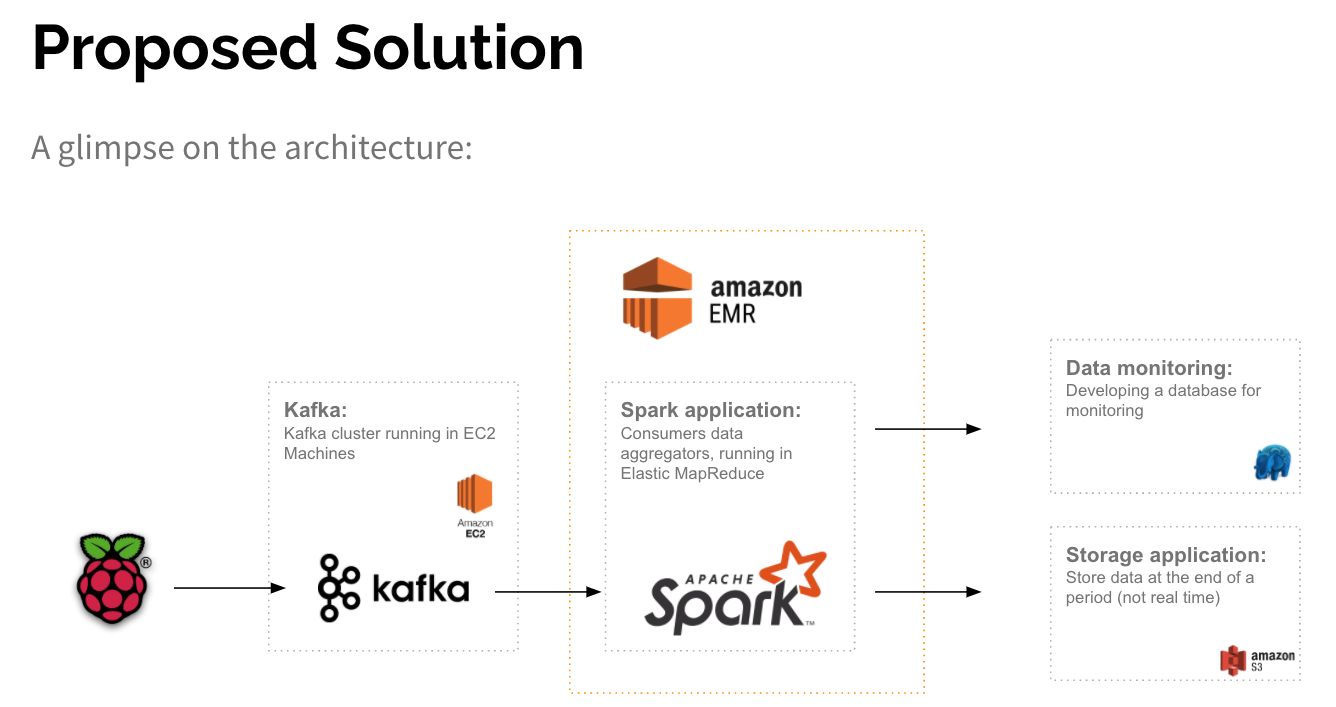 Proposed Solution
A glimpse on the architecture:
amazon
EMR
Kafka:
Kafka cluster running in EC2
Machines
Amazon
EC2
kafka
Spark application:
Consumers data
aggregators, running in
Elastic MapReduce
APACHE
Spark™
®
Data monitoring:
Developing a database for
monitoring
Storage application:
Store data at the end of a
period (not real time)
amazon
S3